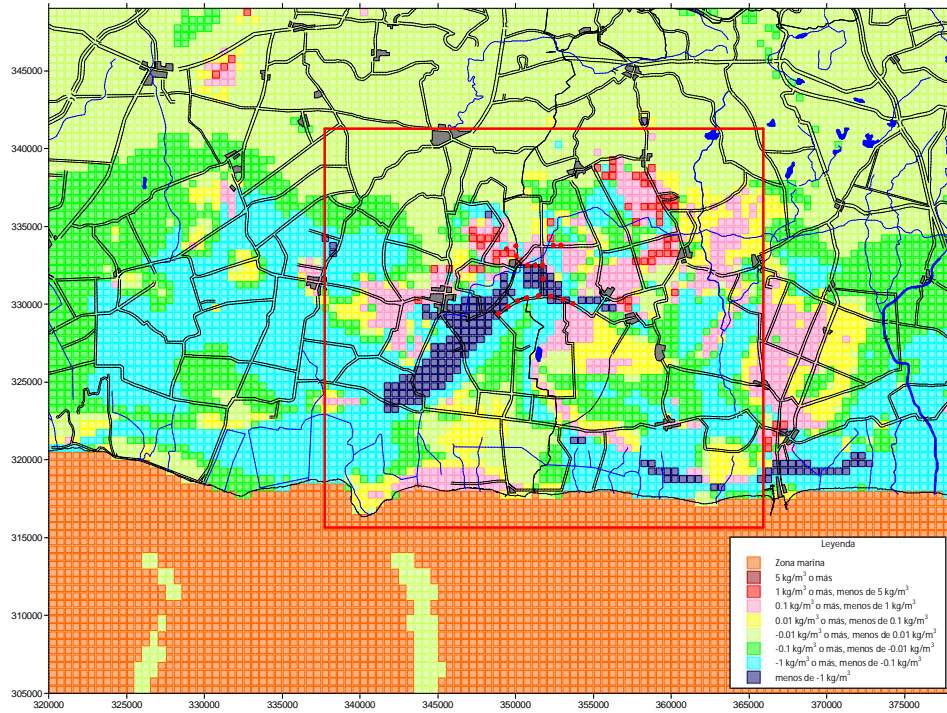 345000
340000
335000
330000
325000
320000
315000
310000
305000
320000 325000 330000 335000 340000 345000 350000 355000 360000 365000 370000 375000
Leyenda
Zona marina
5 kg/m³ o más
1 kg/m³ o más, menos de 5 kg/m³
0.1 kg/m³ o más, menos de 1 kg/m³
0.01 kg/m³ o más, menos de 0.1 kg/m³
-0.01 kg/m³ o más, menos de 0.01 kg/m³
-0.1 kg/m³ o más, menos de -0.01 kg/m³
-1 kg/m³ o más, menos de -0.1 kg/m³
menos de -1 kg/m³